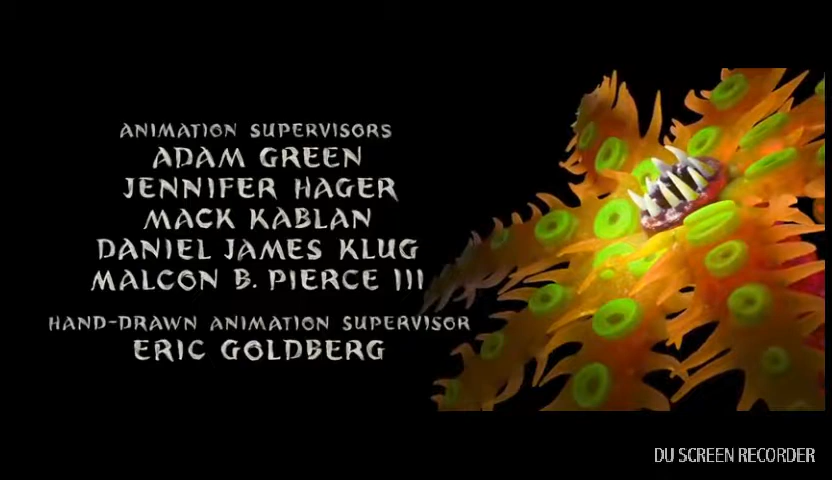 ANIMATION SUPERVISORS
ADAM GREEN
JENNIFER HAGER
MACK KABLAN
DANIEL JAMES KLUG
MALCON B. PIERCE III
HAND-DRAWN ANIMATION SUPERVISOR
ERIC GOLDBERG
DU SCREEN RECORDER